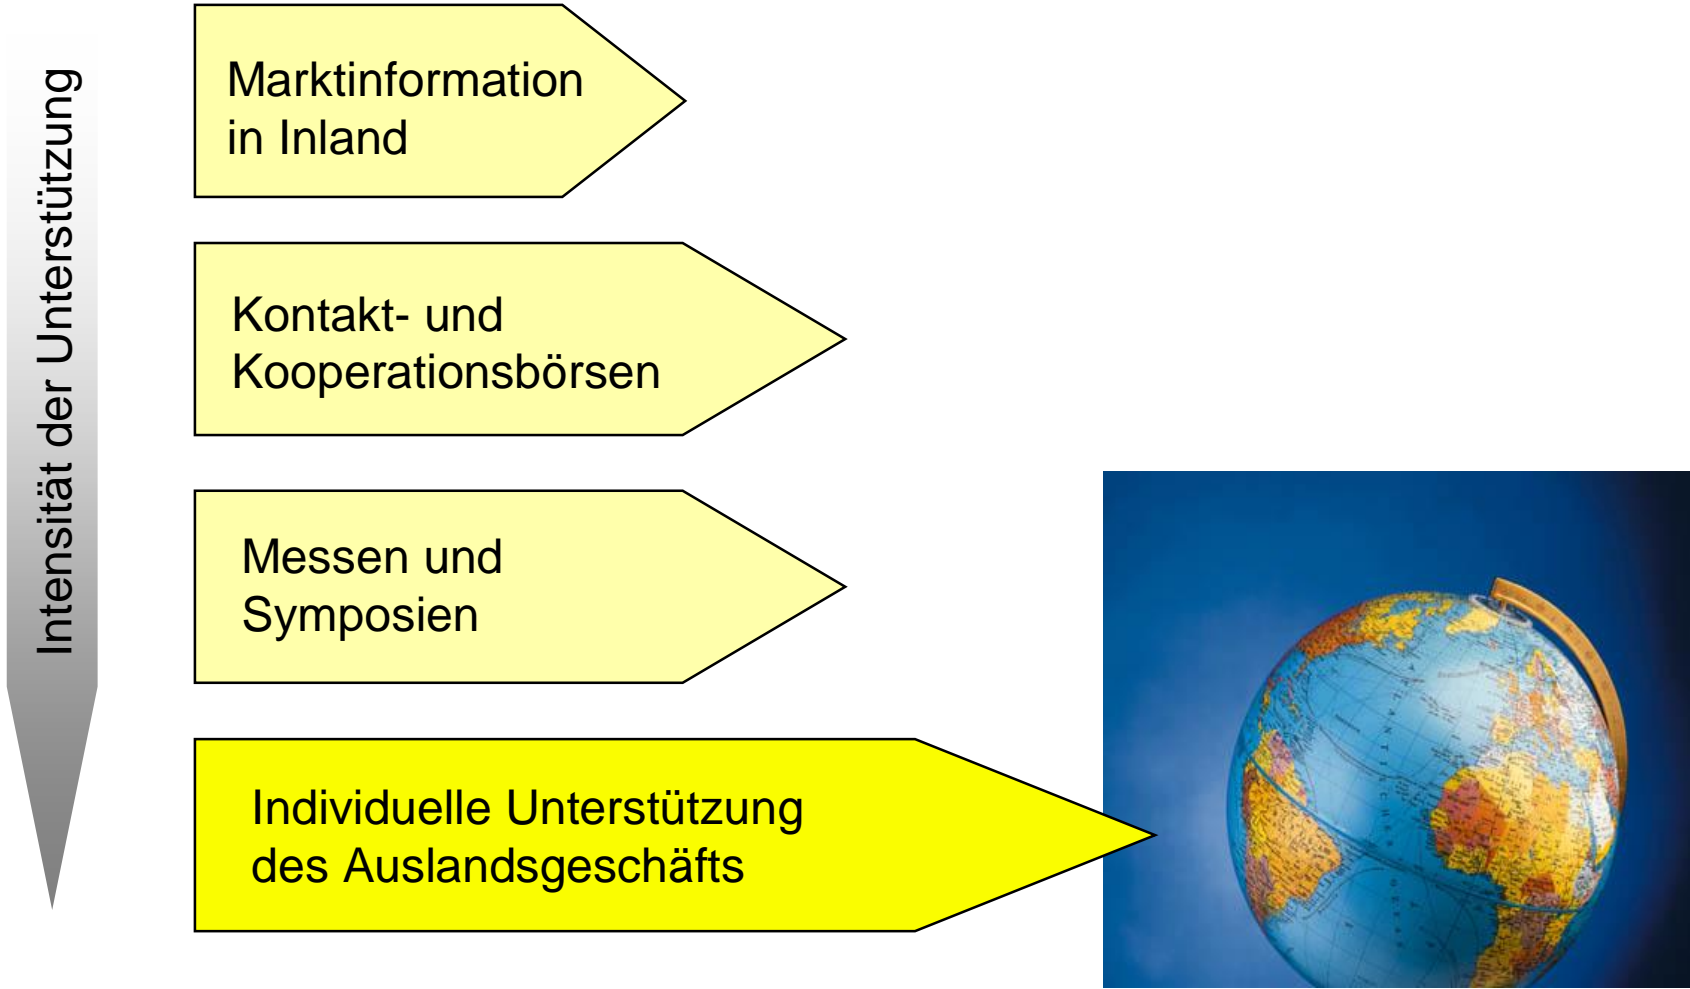 Intensität der Unterstützung
Marktinformation
in Inland
Kontakt- und
Kooperationsbörsen
Messen und
Symposien
Individuelle Unterstützung
des Auslandsgeschäfts